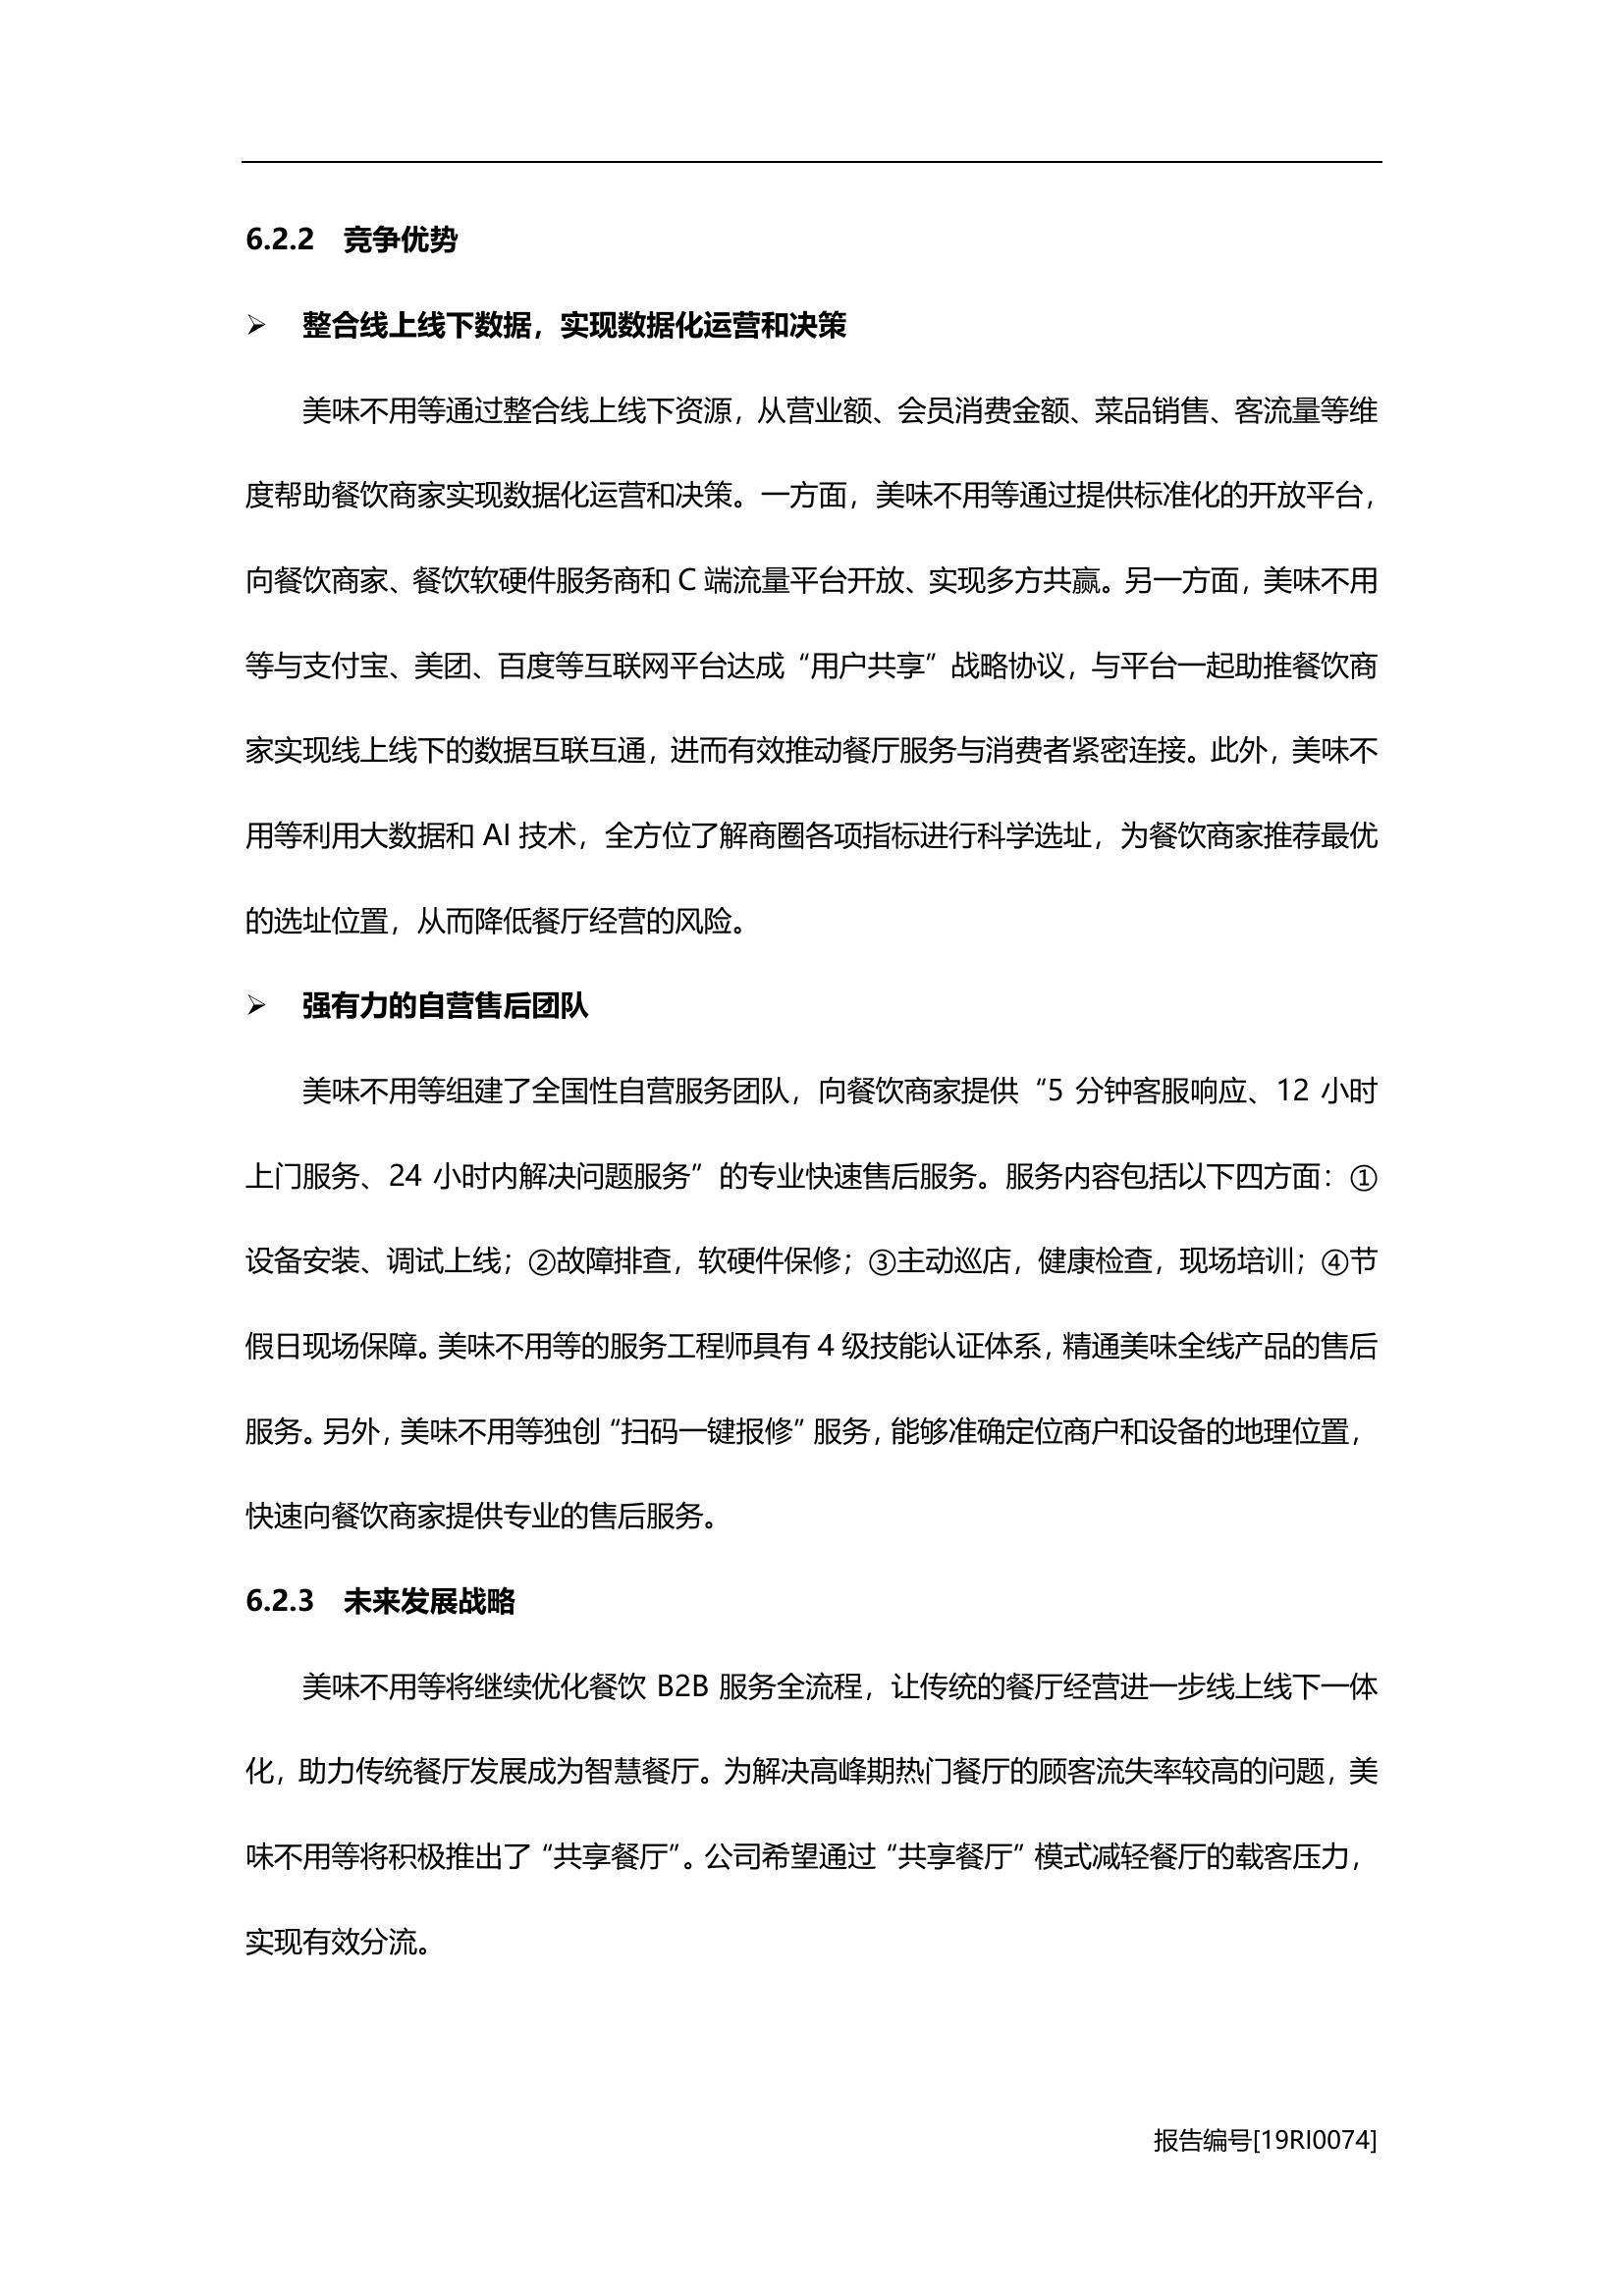 6.2.2 竞争优势
➢ 整合线上线下数据，实现数据化运营和决策
美味不用等通过整合线上线下资源，从营业额、会员消费金额、菜品销售、客流量等维
度帮助餐饮商家实现数据化运营和决策。一方面，美味不用等通过提供标准化的开放平台，
向餐饮商家、餐饮软硬件服务商和 C 端流量平台开放、实现多方共赢。另一方面，美味不用
等与支付宝、美团、百度等互联网平台达成“用户共享”战略协议，与平台一起助推餐饮商
家实现线上线下的数据互联互通，进而有效推动餐厅服务与消费者紧密连接。此外，美味不
用等利用大数据和 AI 技术，全方位了解商圈各项指标进行科学选址，为餐饮商家推荐最优
的选址位置，从而降低餐厅经营的风险。
➢ 强有力的自营售后团队
美味不用等组建了全国性自营服务团队，向餐饮商家提供“5 分钟客服响应、12 小时
上门服务、24 小时内解决问题服务”的专业快速售后服务。服务内容包括以下四方面：①
设备安装、调试上线；②故障排查，软硬件保修；③主动巡店，健康检查，现场培训；④节
假日现场保障。美味不用等的服务工程师具有 4 级技能认证体系，精通美味全线产品的售后
服务。另外，美味不用等独创“扫码一键报修”服务，能够准确定位商户和设备的地理位置，
快速向餐饮商家提供专业的售后服务。
6.2.3 未来发展战略
美味不用等将继续优化餐饮 B2B 服务全流程，让传统的餐厅经营进一步线上线下一体
化，助力传统餐厅发展成为智慧餐厅。为解决高峰期热门餐厅的顾客流失率较高的问题，美
味不用等将积极推出了“共享餐厅”。公司希望通过“共享餐厅”模式减轻餐厅的载客压力，
实现有效分流。
报告编号[19RI0074]